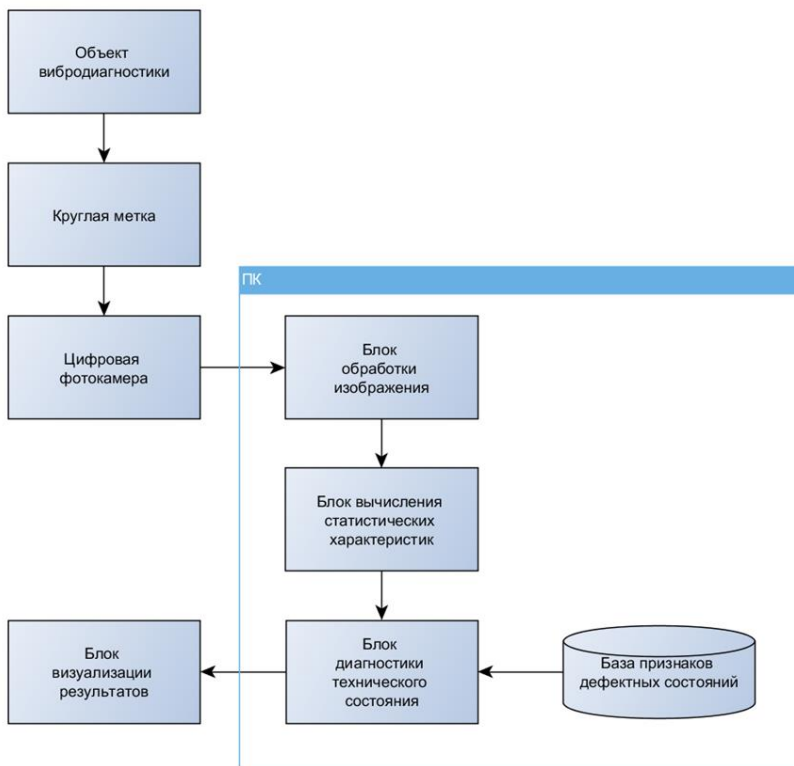 Объект
вибродиагностики
Круглая метка
ПК
Цифровая
фотокамера
Блок
обработки
изображения
Блок вычисления
статистических
характеристик
Блок
визуализации
результатов
Блок
диагностики
технического
состояния
База признаков
дефектных состояний